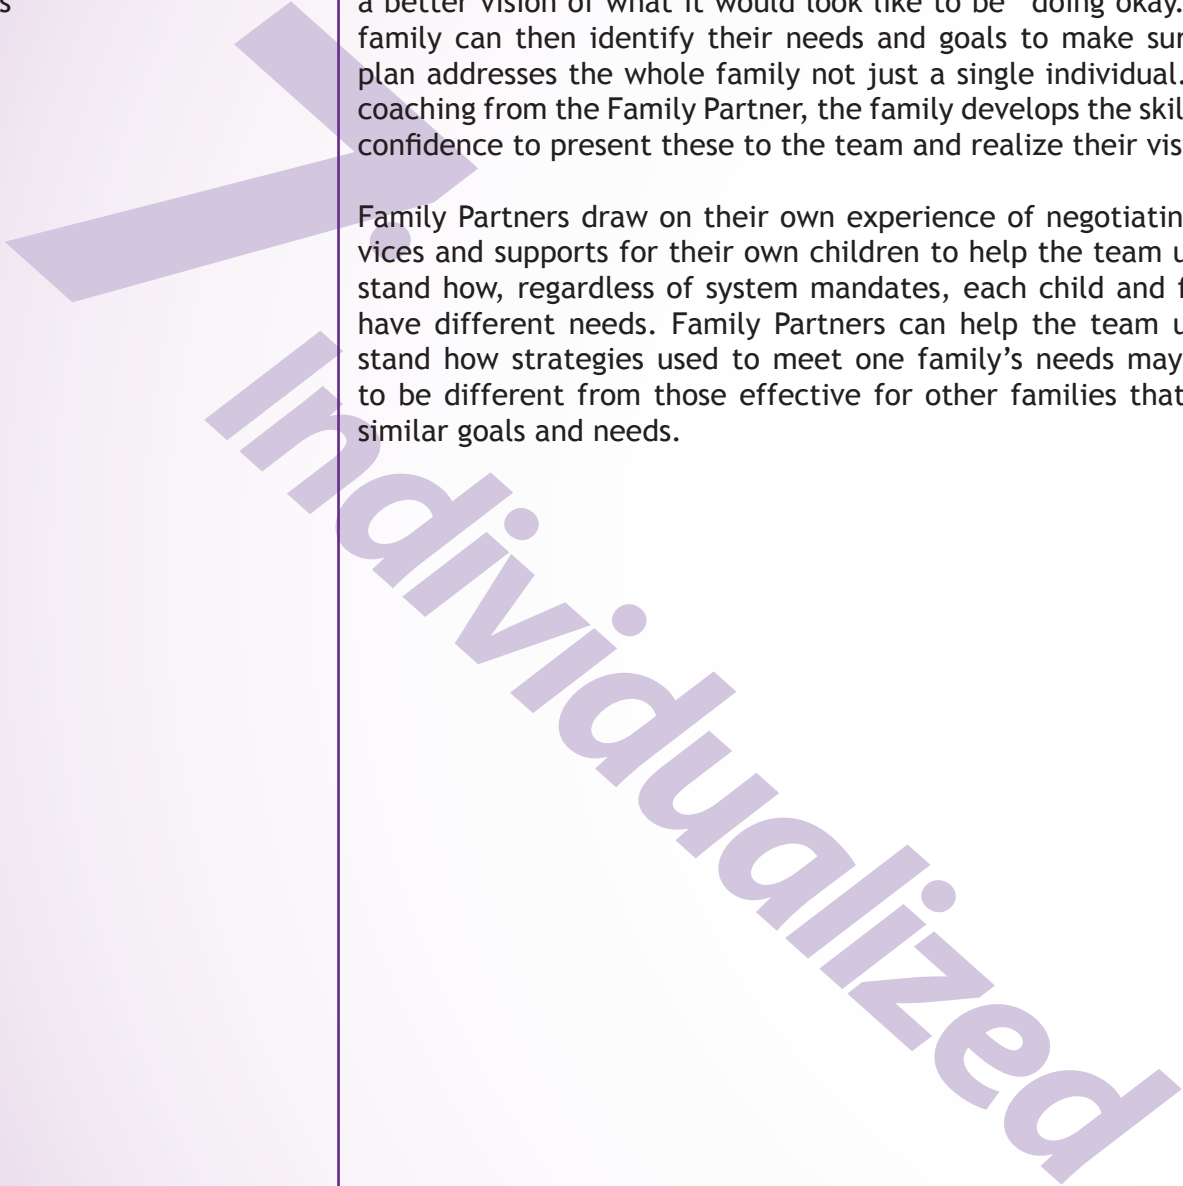 s
a better vision of what it would look like to be “doing okay.
family can then identify their needs and goals to make sur
plan addresses the whole family not just a single individual.
coaching from the Family Partner, the family develops the skil
confidence to present these to the team and realize their vis
Family Partners draw on their own experience of negotiatin
vices and supports for their own children to help the team u
stand how, regardless of system mandates, each child and f
have different needs. Family Partners can help the team u
stand how strategies used to meet one family’s needs may
to be different from those effective for other families that
similar goals and needs.
7. Individualized